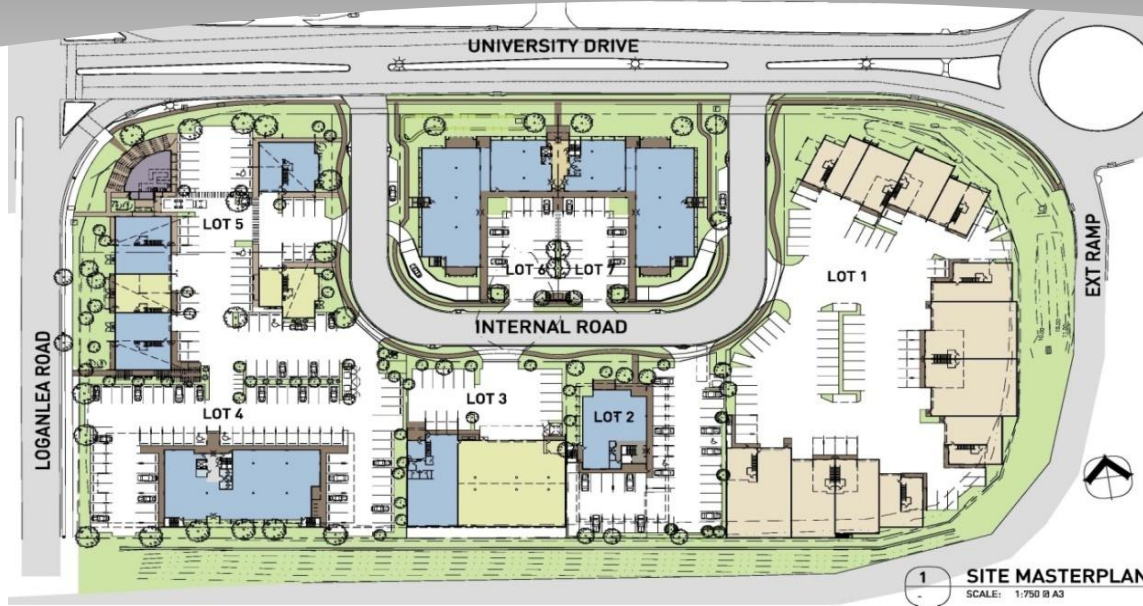 UNIVERSITY DRIVE
LOT 5
LOT 6
LOT 7
LOT 1
EXT RAMP
INTERNAL ROAD
LOGANLEA ROAD
LOT 4
LOT 3
LOT 2
1
-
SITE MASTERPLAN
SCALE: 1:750 @ A3